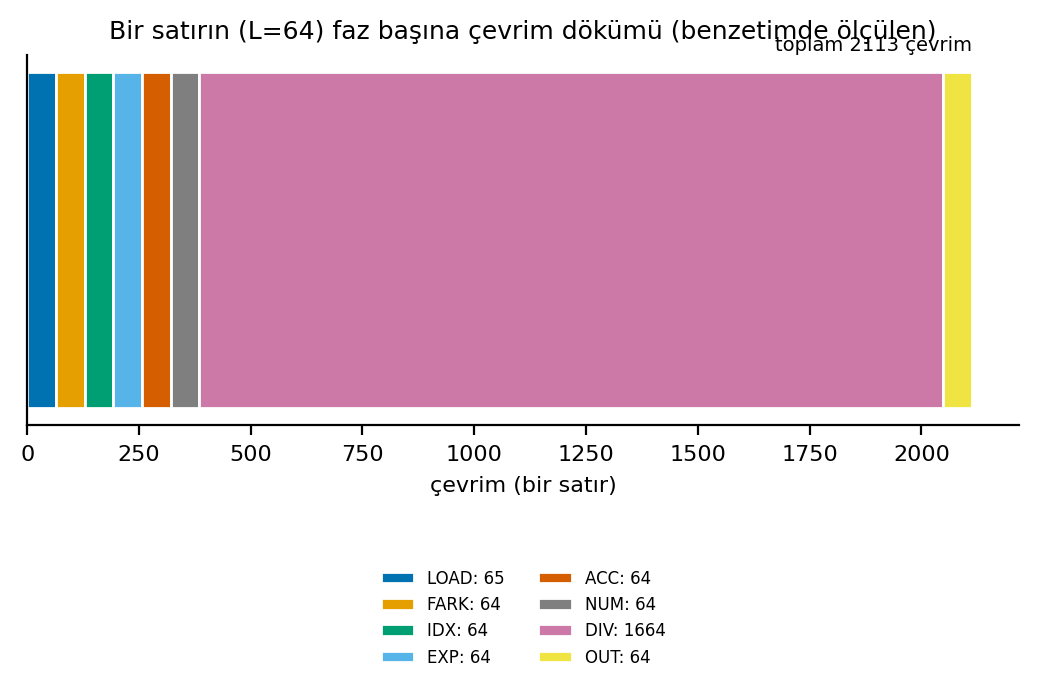 Bir satırın (L=64) faz başına çevrim dökümü (benzetimde ölçülen)
toplam 2113 çevrim
0 250 500 750 1000 1250 1500 1750 2000
çevrim (bir satır)
LOAD: 65
FARK: 64
IDX: 64
EXP: 64
ACC: 64
NUM: 64
DIV: 1664
OUT: 64